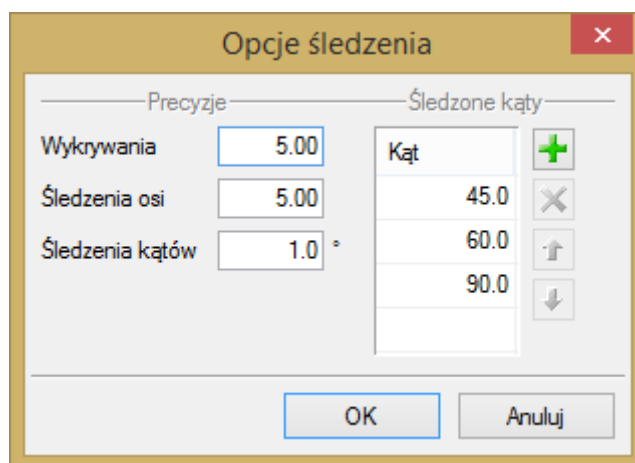 Opcje śledzenia
Precyzje
Wykrywania 5.00
Śledzenia osi 5.00
Śledzenia kątów 1.0 °
Śledzone kąty
Kąt
45.0
60.0
90.0
OK Anuluj